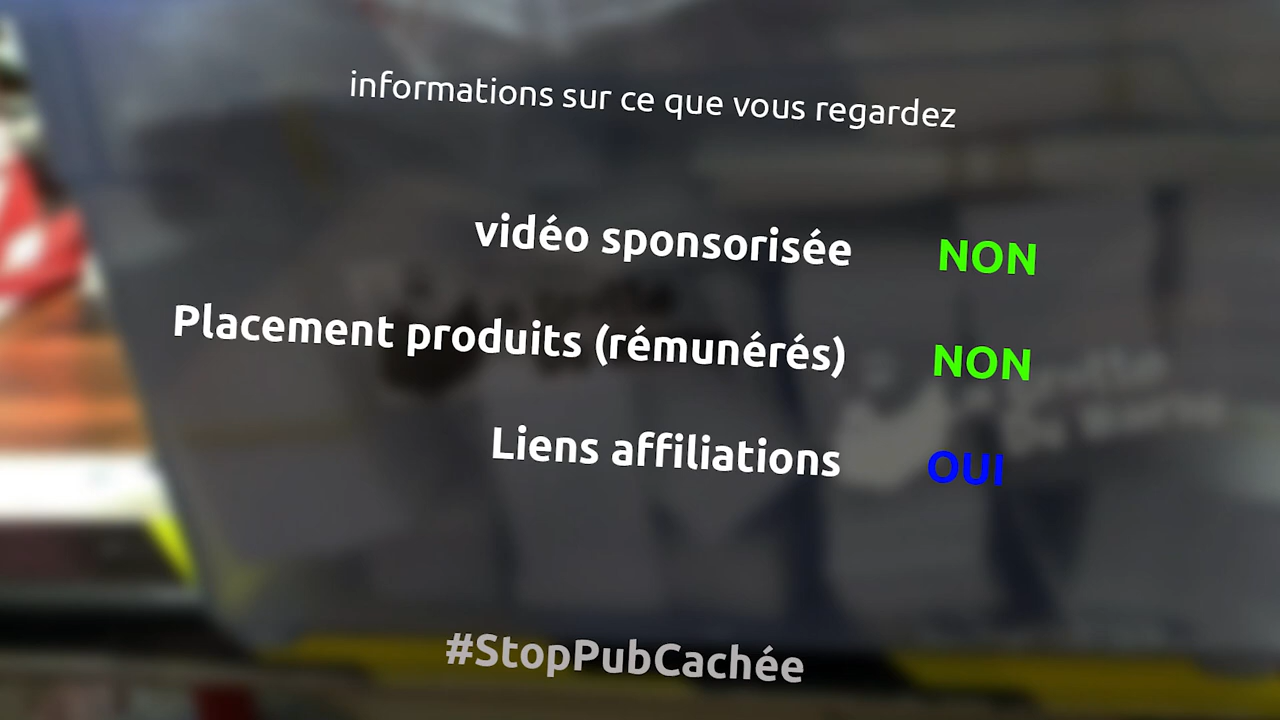 informations sur ce que vous regardez
vidéo sponsorisée NON
Placement produits (rémunérés) NON
Liens affiliations OUI
#StopPubCachée